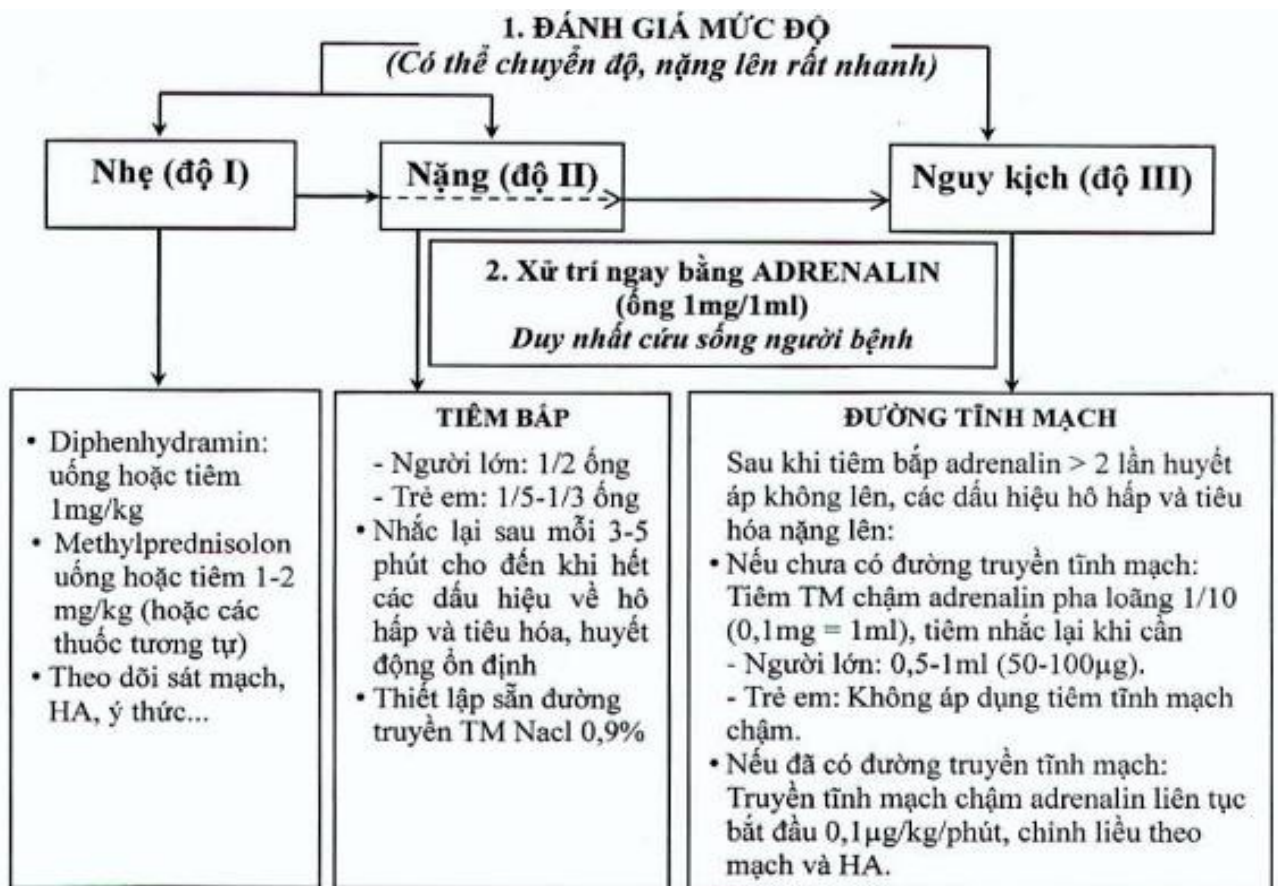 1. ĐÁNH GIÁ MỨC ĐỘ
(Có thể chuyển độ, nặng lên rất nhanh)
Nhẹ (độ I)
Nặng (độ II)
Nguy kịch (độ III)
2. Xử trí ngay bằng ADRENALIN
(ống 1mg/1ml)
Duy nhất cứu sống người bệnh
• Diphenhydramin:
uống hoặc tiêm
1mg/kg
• Methylprednisolon
uống hoặc tiêm 1-2
mg/kg (hoặc các
thuốc tương tự)
• Theo dõi sát mạch,
HA, ý thức...
TIÊM BẮP
- Người lớn: 1/2 ống
- Trẻ em: 1/5-1/3 ống
• Nhắc lại sau mỗi 3-5
phút cho đến khi hết
các dấu hiệu về hô
hấp và tiêu hóa, huyết
động ổn định
• Thiết lập sẵn đường
truyền TM Nacl 0,9%
ĐƯỜNG TĨNH MẠCH
Sau khi tiêm bắp adrenalin > 2 lần huyết
áp không lên, các dấu hiệu hô hấp và tiêu
hóa nặng lên:
• Nếu chưa có đường truyền tĩnh mạch:
Tiêm TM chậm adrenalin pha loãng 1/10
(0,1mg = 1ml), tiêm nhắc lại khi cần
- Người lớn: 0,5-1ml (50-100µg).
- Trẻ em: Không áp dụng tiêm tĩnh mạch
chậm.
• Nếu đã có đường truyền tĩnh mạch:
Truyền tĩnh mạch chậm adrenalin liên tục
bắt đầu 0,1µg/kg/phút, chỉnh liều theo
mạch và HA.